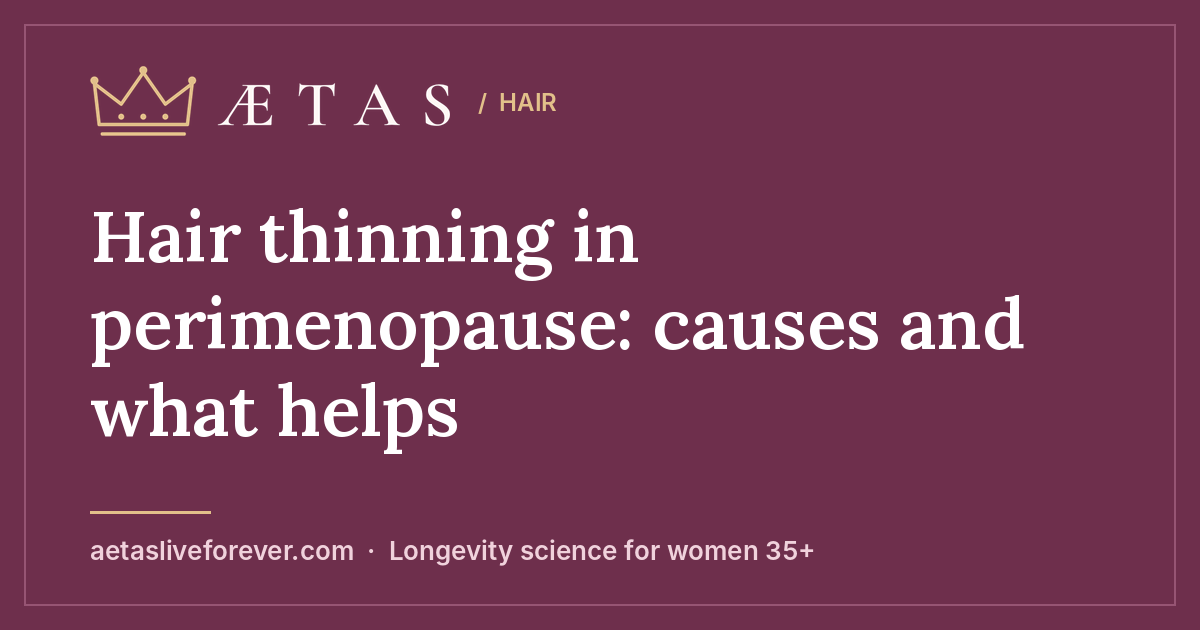 ÆTAS / HAIR
Hair thinning in
perimenopause: causes and
what helps
aetasliveforever.com · Longevity science for women 35+